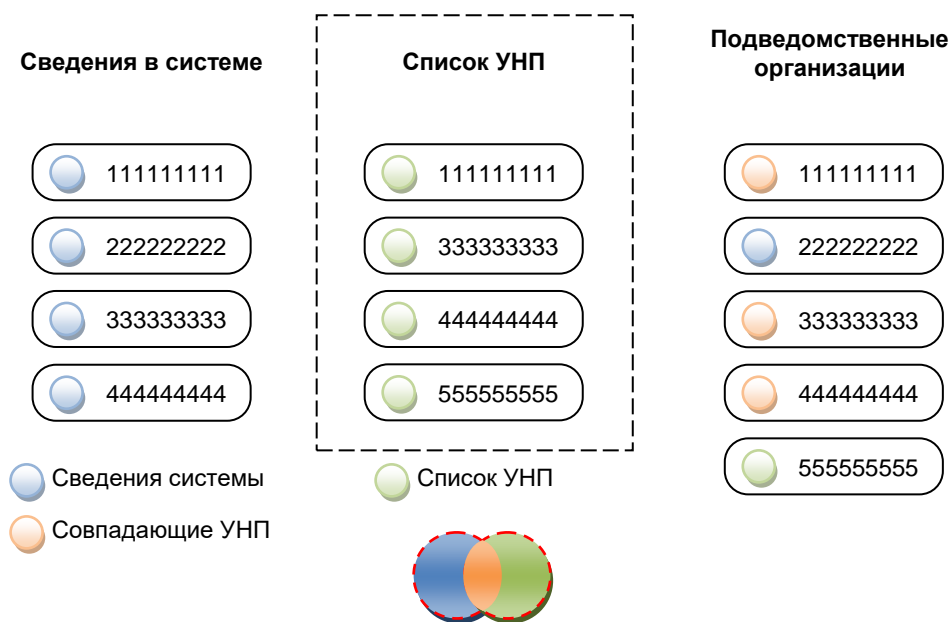 Сведения в системе
Список УНП
Подведомственные
организации
111111111
222222222
333333333
444444444
111111111
333333333
444444444
555555555
111111111
222222222
333333333
444444444
555555555
Сведения системы
Совпадающие УНП
Список УНП